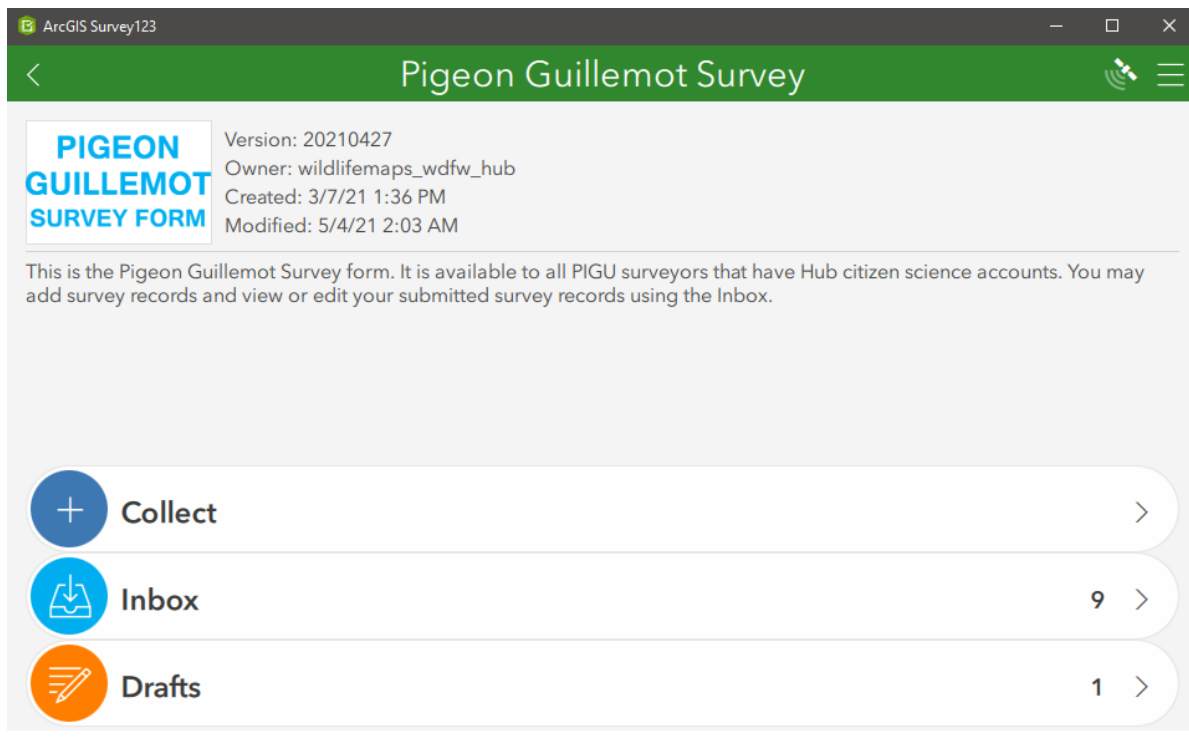 ArcGIS Survey123
Pigeon Guillemot Survey
PIGEON
GUILLEMOT
SURVEY FORM
Version: 20210427
Owner: wildlifemaps_wdfw_hub
Created: 3/7/21 1:36 PM
Modified: 5/4/21 2:03 AM
This is the Pigeon Guillemot Survey form. It is available to all PIGU surveyors that have Hub citizen science accounts. You may
add survey records and view or edit your submitted survey records using the Inbox.
Collect
Inbox 9
Drafts 1